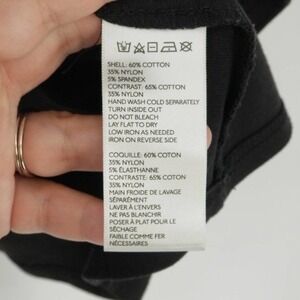 SHELL: 60% COTTON
35% NYLON
5% SPANDEX
CONTRAST: 65% COTTON
35% NYLON
HAND WASH COLD SEPARATELY
TURN INSIDE OUT
DO NOT BLEACH
LAY FLAT TO DRY
LOW IRON AS NEEDED
IRON ON REVERSE SIDE
COQUILLE: 60% COTON
35% NYLON
5% ÉLASTHANNE
CONTRASTE: 65% COTON
35% NYLON
MAIN FROIDE DE LAVAGE
SÉPARÉMENT
LAVER À L'ENVERS
NE PAS BLANCHIR
POSER À PLAT POUR LE
SÉCHAGE
FAIBLE COMME FER
NÉCESSAIRES